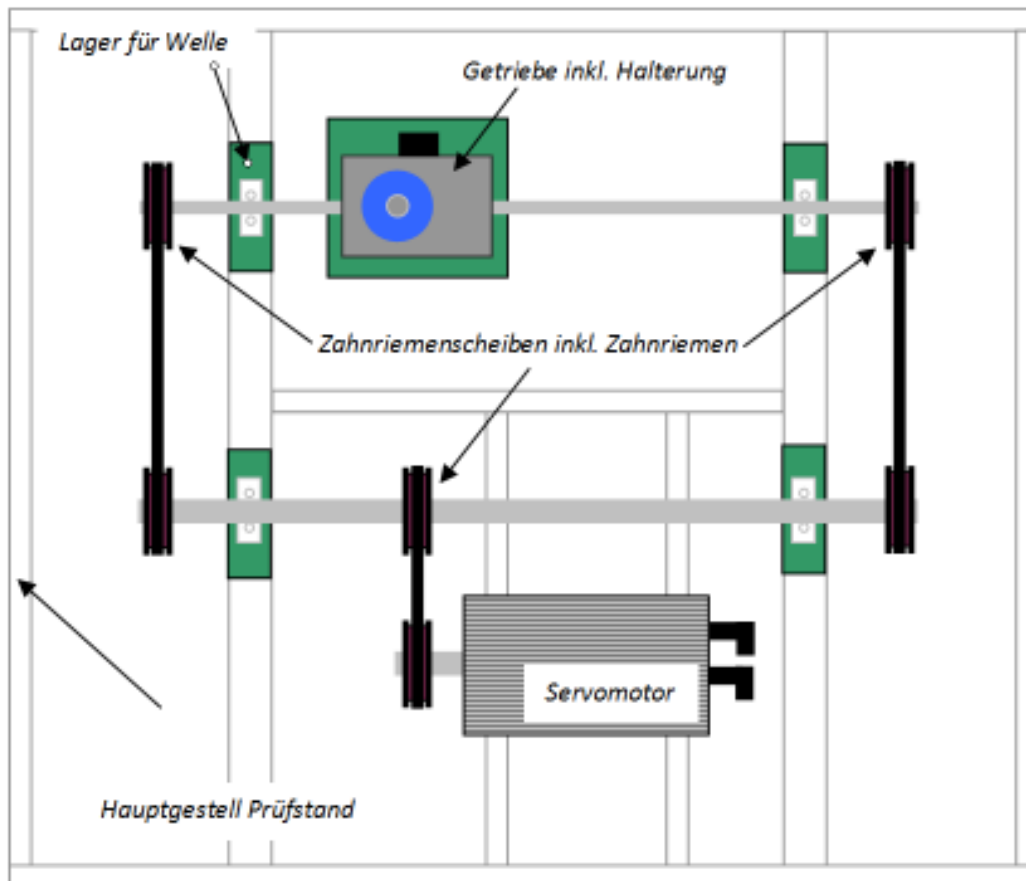 Lager für Welle
Getriebe inkl. Halterung
Zahnriemenscheiben inkl. Zahnriemen
Servomotor
Hauptgestell Prüfstand